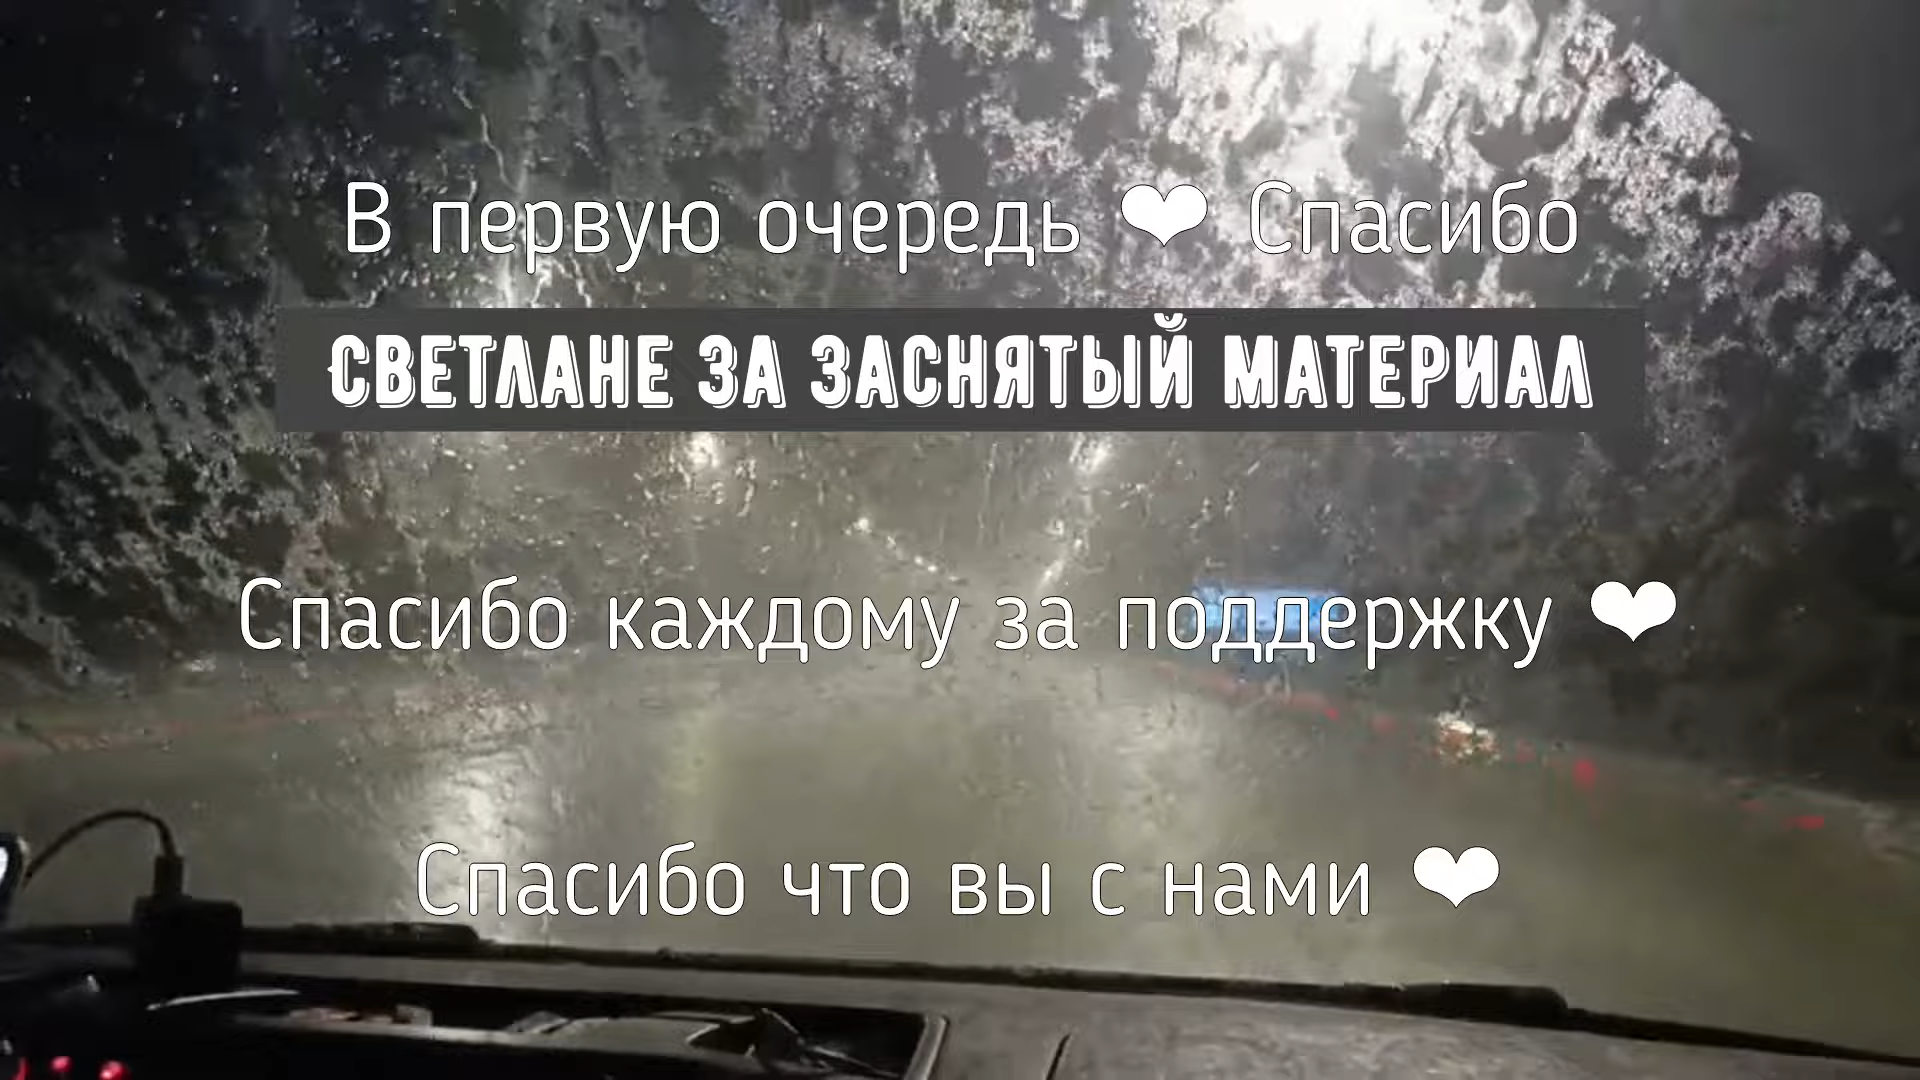 В первую очередь ❤ Спасибо
СВЕТЛАНЕ ЗА ЗАСНЯТЫЙ МАТЕРИАЛ
Спасибо каждому за поддержку ❤
Спасибо что вы с нами ❤